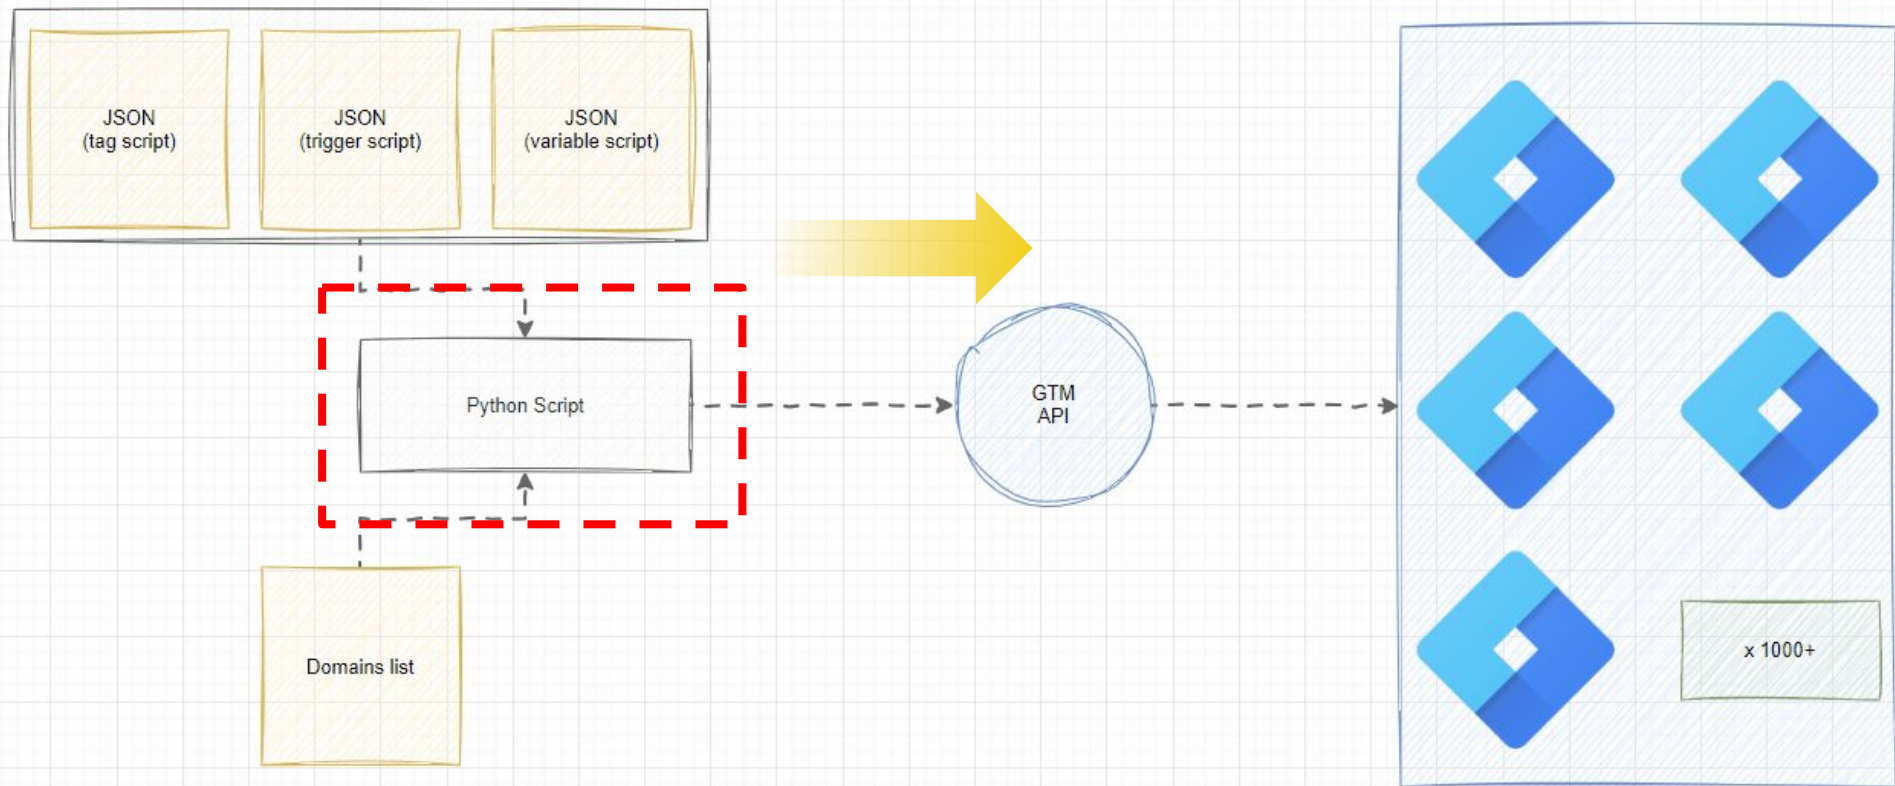 JSON
(tag script)
JSON
(trigger script)
JSON
(variable script)
Python Script
GTM
API
Domains list
x 1000+